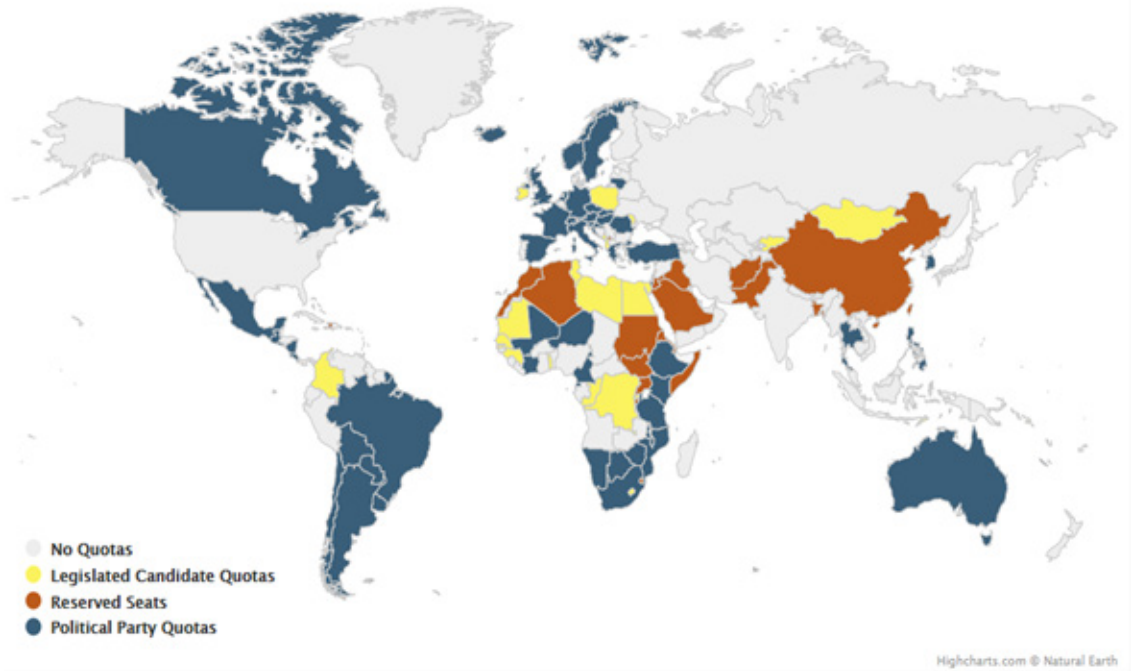 No Quotas
Legislated Candidate Quotas
Reserved Seats
Political Party Quotas
Highcharts.com © Natural Earth